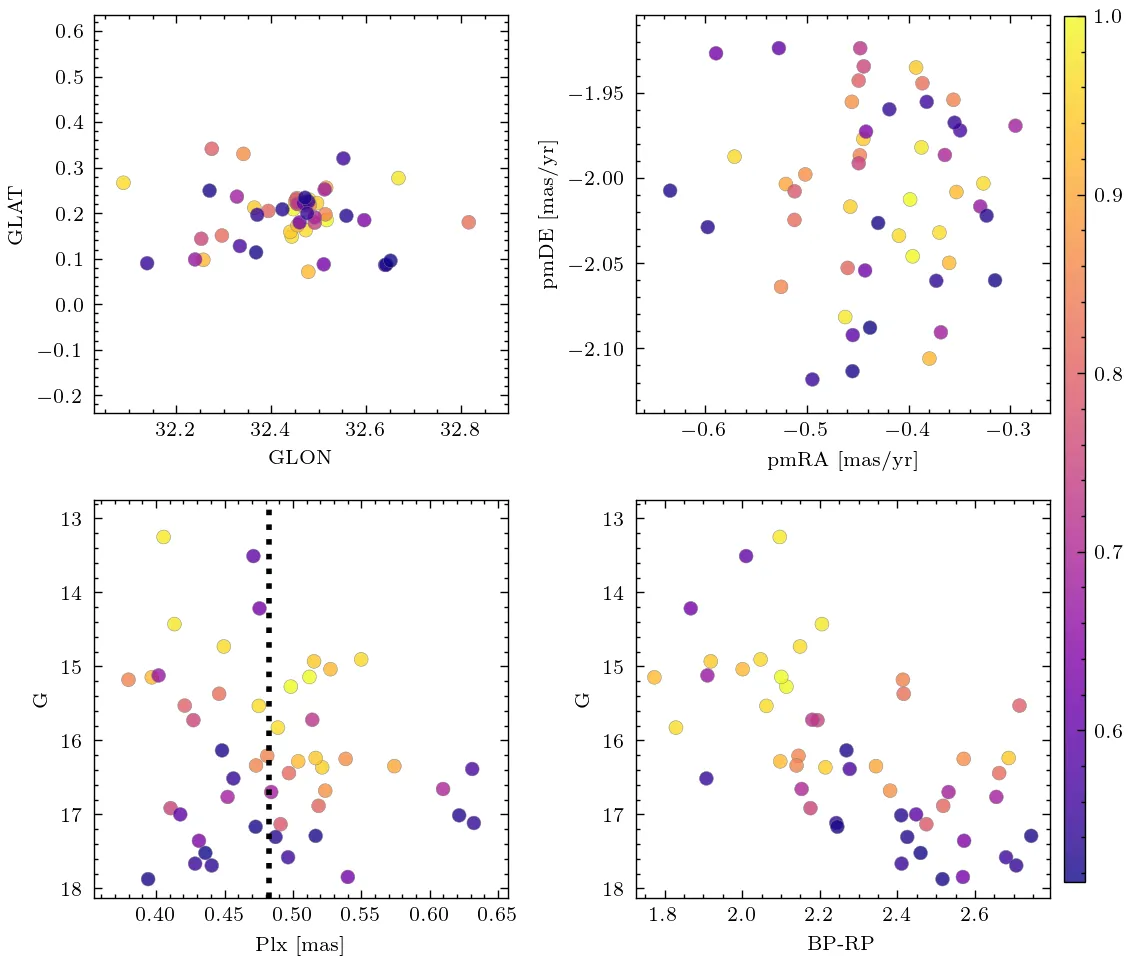 0.6
0.5
0.4
0.3
0.2
0.1
0.0
−0.1
−0.2
GLAT
32.2 32.4 32.6 32.8
GLON
−1.95
−2.00
−2.05
−2.10
pmDE [mas/yr]
−0.6 −0.5 −0.4 −0.3
pmRA [mas/yr]
1.0
0.9
0.8
0.7
0.6
13
14
15
16
17
18
G
0.40 0.45 0.50 0.55 0.60 0.65
Plx [mas]
13
14
15
16
17
18
G
1.8 2.0 2.2 2.4 2.6
BP-RP